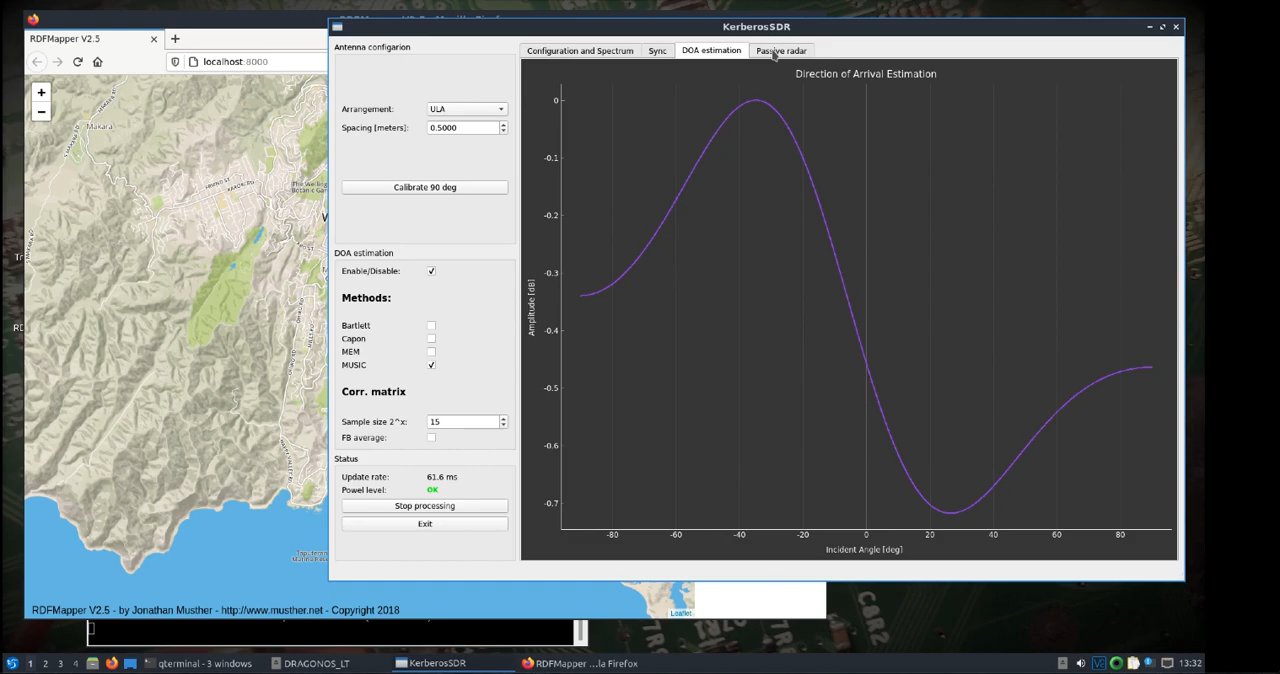 KerberosSDR
RDFMapper V2.5
localhost:8000
+
−
Makara
Antenna configarion
Arrangement: ULA
Spacing [meters]: 0.5000
Calibrate 90 deg
DOA estimation
Enable/Disable:
Methods:
Bartlett
Capon
MEM
MUSIC
Corr. matrix
Sample size 2^x: 15
FB average:
Status
Update rate: 61.6 ms
Powel level: OK
Stop processing
Exit
Configuration and Spectrum Sync DOA estimation Passive radar
Direction of Arrival Estimation
Amplitude [dB]
0
-0.1
-0.2
-0.3
-0.4
-0.5
-0.6
-0.7
-80 -60 -40 -20 0 20 40 60 80
Incident Angle [deg]
RDFMapper V2.5 - by Jonathan Musther - http://www.musther.net - Copyright 2018
Leaflet
1 2 3 4 qterminal - 3 windows DRAGONOS_LT KerberosSDR RDFMapper ...la Firefox 13:32